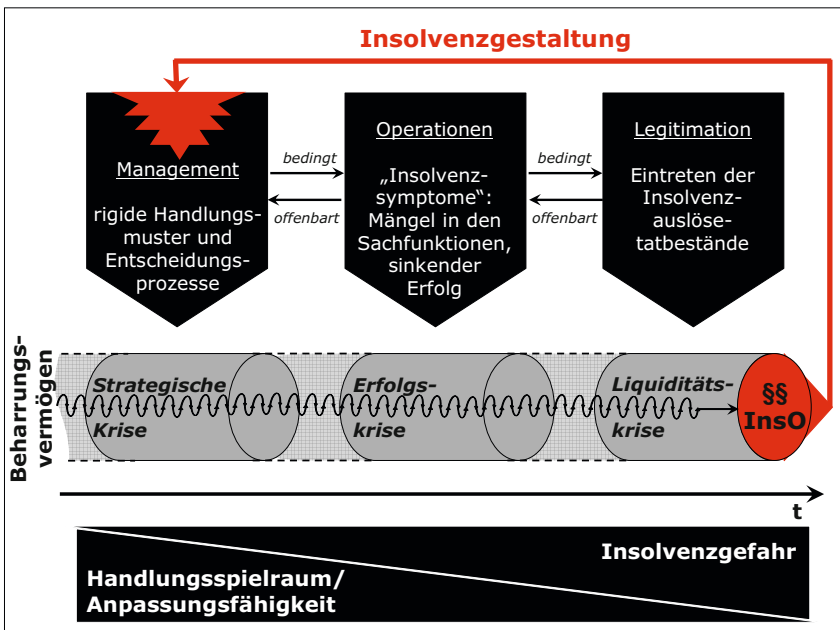 Insolvenzgestaltung
Management
rigide Handlungs-
muster und
Entscheidungs-
prozesse
bedingt
offenbart
Operationen
„Insolvenz-
symptome“:
Mängel in den
Sachfunktionen,
sinkender
Erfolg
bedingt
offenbart
Legitimation
Eintreten der
Insolvenz-
auslöse-
tatbestände
Beharrungs-
vermögen
Strategische
Krise
Erfolgs-
krise
Liquiditäts-
krise
§§
InsO
t
Insolvenzgefahr
Handlungsspielraum/
Anpassungsfähigkeit